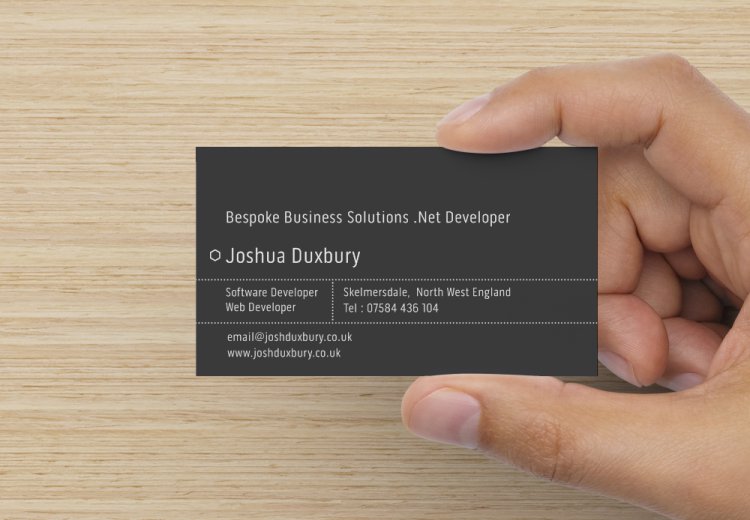 Bespoke Business Solutions .Net Developer
Joshua Duxbury
Software Developer
Web Developer
Skelmersdale, North West England
Tel : 07584 436 104
email@joshduxbury.co.uk
www.joshduxbury.co.uk